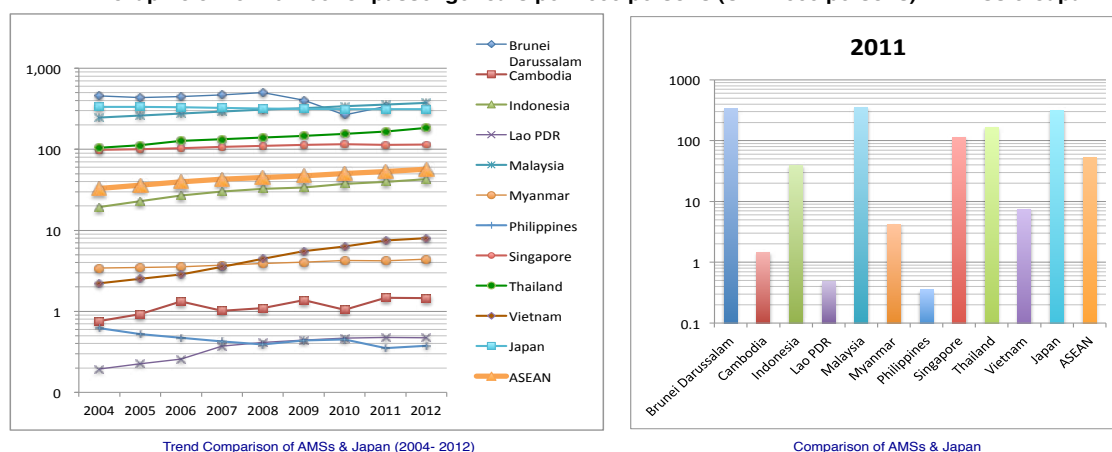 2011
1,000
100
10
1
0
2004 2005 2006 2007 2008 2009 2010 2011 2012
Brunei
Darussalam
Cambodia
Indonesia
Lao PDR
Malaysia
Myanmar
Philippines
Singapore
Thailand
Vietnam
Japan
ASEAN
1000
100
10
1
0.1
Brunei Darussalam
Cambodia
Indonesia
Lao PDR
Malaysia
Myanmar
Philippines
Singapore
Thailand
Vietnam
Japan
ASEAN
Trend Comparison of AMSs & Japan (2004- 2012)
Comparison of AMSs & Japan